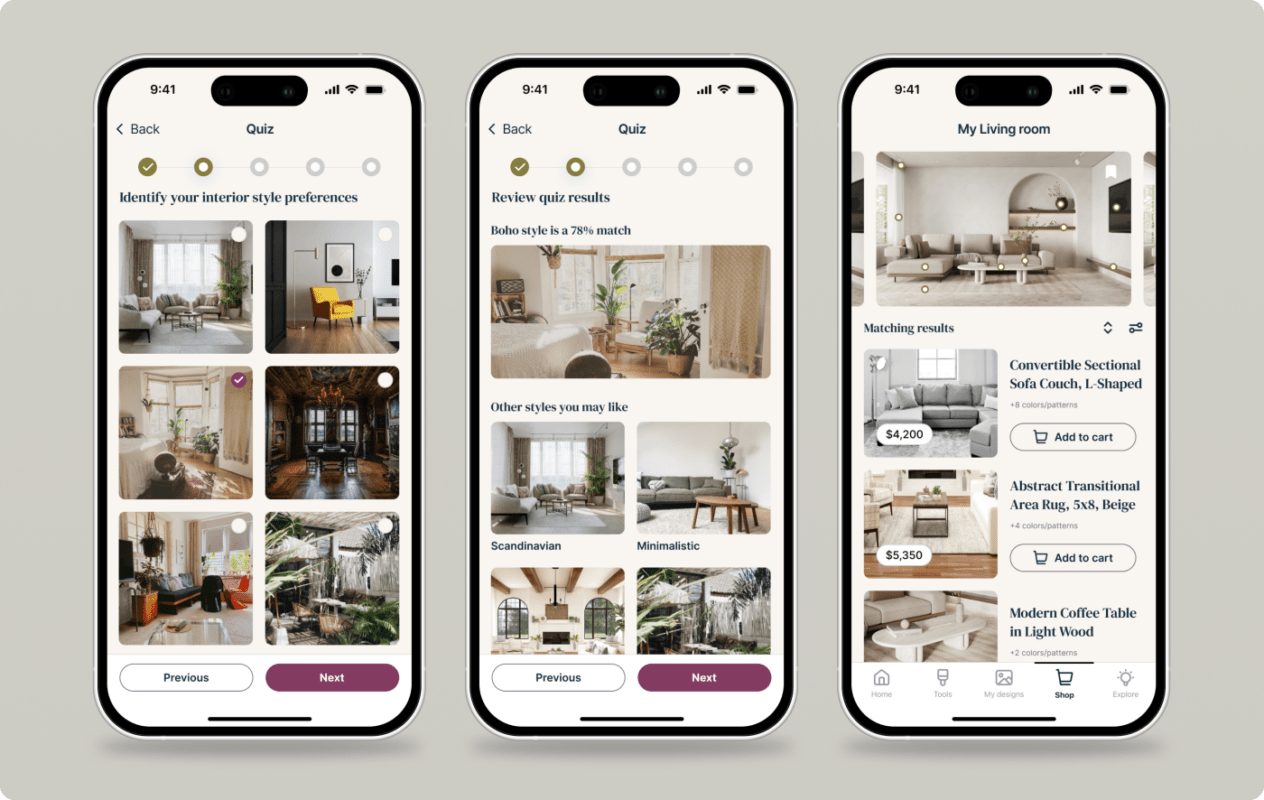 9:41
Back
Quiz
Identify your interior style preferences
Previous
Next
9:41
Back
Quiz
Review quiz results
Boho style is a 78% match
Other styles you may like
Scandinavian
Minimalistic
Previous
Next
9:41
My Living room
Matching results
Convertible Sectional
Sofa Couch, L-Shaped
+8 colors/patterns
$4,200
Add to cart
Abstract Transitional
Area Rug, 5x8, Beige
+4 colors/patterns
$5,350
Add to cart
Modern Coffee Table
in Light Wood
+2 colors/patterns
Home
Tools
My designs
Shop
Explore